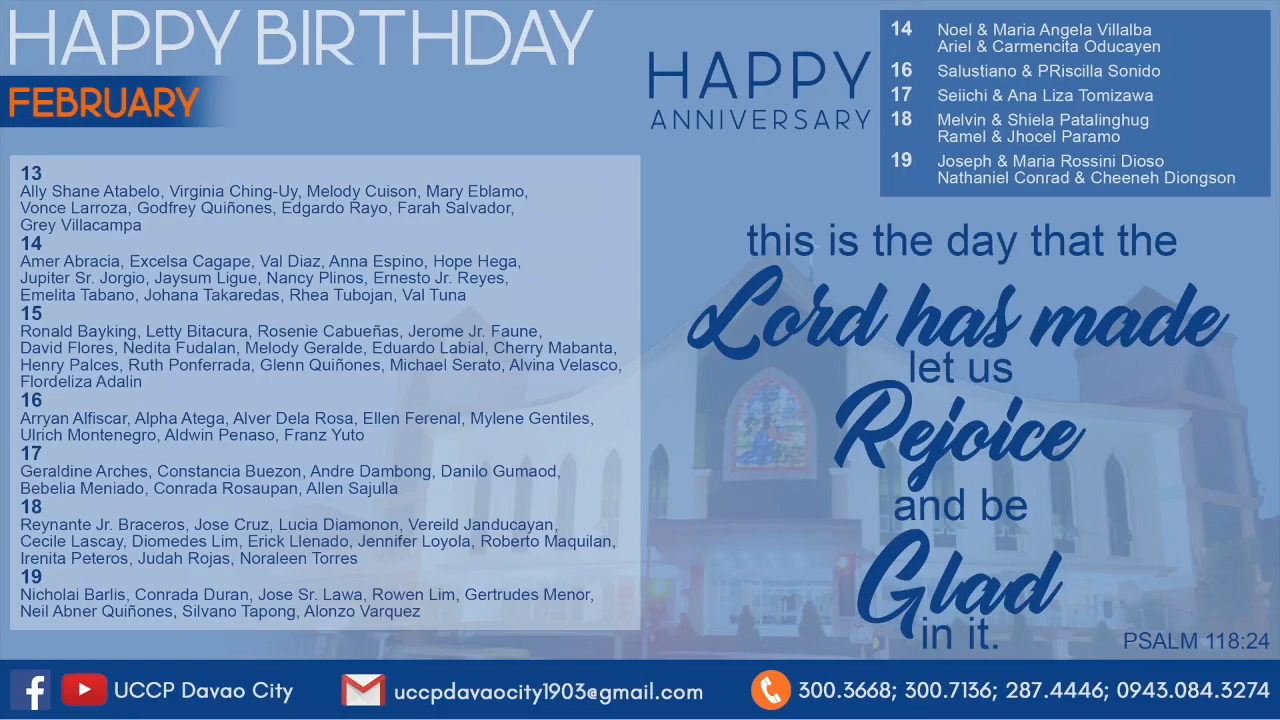 HAPPY BIRTHDAY
FEBRUARY
13
Ally Shane Atabelo, Virginia Ching-Uy, Melody Cuison, Mary Eblamo,
Vonce Larroza, Godfrey Quiñones, Edgardo Rayo, Farah Salvador,
Grey Villacampa
14
Amer Abracia, Excelsa Cagape, Val Diaz, Anna Espino, Hope Hega,
Jupiter Sr. Jorgio, Jaysum Ligue, Nancy Plinos, Ernesto Jr. Reyes,
Emelita Tabano, Johana Takaredas, Rhea Tubojan, Val Tuna
15
Ronald Bayking, Letty Bitacura, Rosenie Cabueñas, Jerome Jr. Faune,
David Flores, Nedita Fudalan, Melody Geralde, Eduardo Labial, Cherry Mabanta,
Henry Palces, Ruth Ponferrada, Glenn Quiñones, Michael Serato, Alvina Velasco,
Flordeliza Adalin
16
Arryan Alfiscar, Alpha Atega, Alver Dela Rosa, Ellen Ferenal, Mylene Gentiles,
Ulrich Montenegro, Aldwin Penaso, Franz Yuto
17
Geraldine Arches, Constancia Buezon, Andre Dambong, Danilo Gumaod,
Bebelia Meniado, Conrada Rosaupan, Allen Sajulla
18
Reynante Jr. Braceros, Jose Cruz, Lucia Diamonon, Vereild Janducayan,
Cecile Lascay, Diomedes Lim, Erick Llenado, Jennifer Loyola, Roberto Maquilan,
Irenita Peteros, Judah Rojas, Noraleen Torres
19
Nicholai Barlis, Conrada Duran, Jose Sr. Lawa, Rowen Lim, Gertrudes Menor,
Neil Abner Quiñones, Silvano Tapong, Alonzo Varquez
HAPPY
ANNIVERSARY
14 Noel & Maria Angela Villalba
Ariel & Carmencita Oducayen
16 Salustiano & PRiscilla Sonido
17 Seiichi & Ana Liza Tomizawa
18 Melvin & Shiela Patalinghug
Ramel & Jhocel Paramo
19 Joseph & Maria Rossini Dioso
Nathaniel Conrad & Cheeneh Diongson
this is the day that the
Lord has made
let us
Rejoice
and be
Glad
in it.
PSALM 118:24
UCCP Davao City
uccpdavaocity1903@gmail.com
300.3668; 300.7136; 287.4446; 0943.084.3274